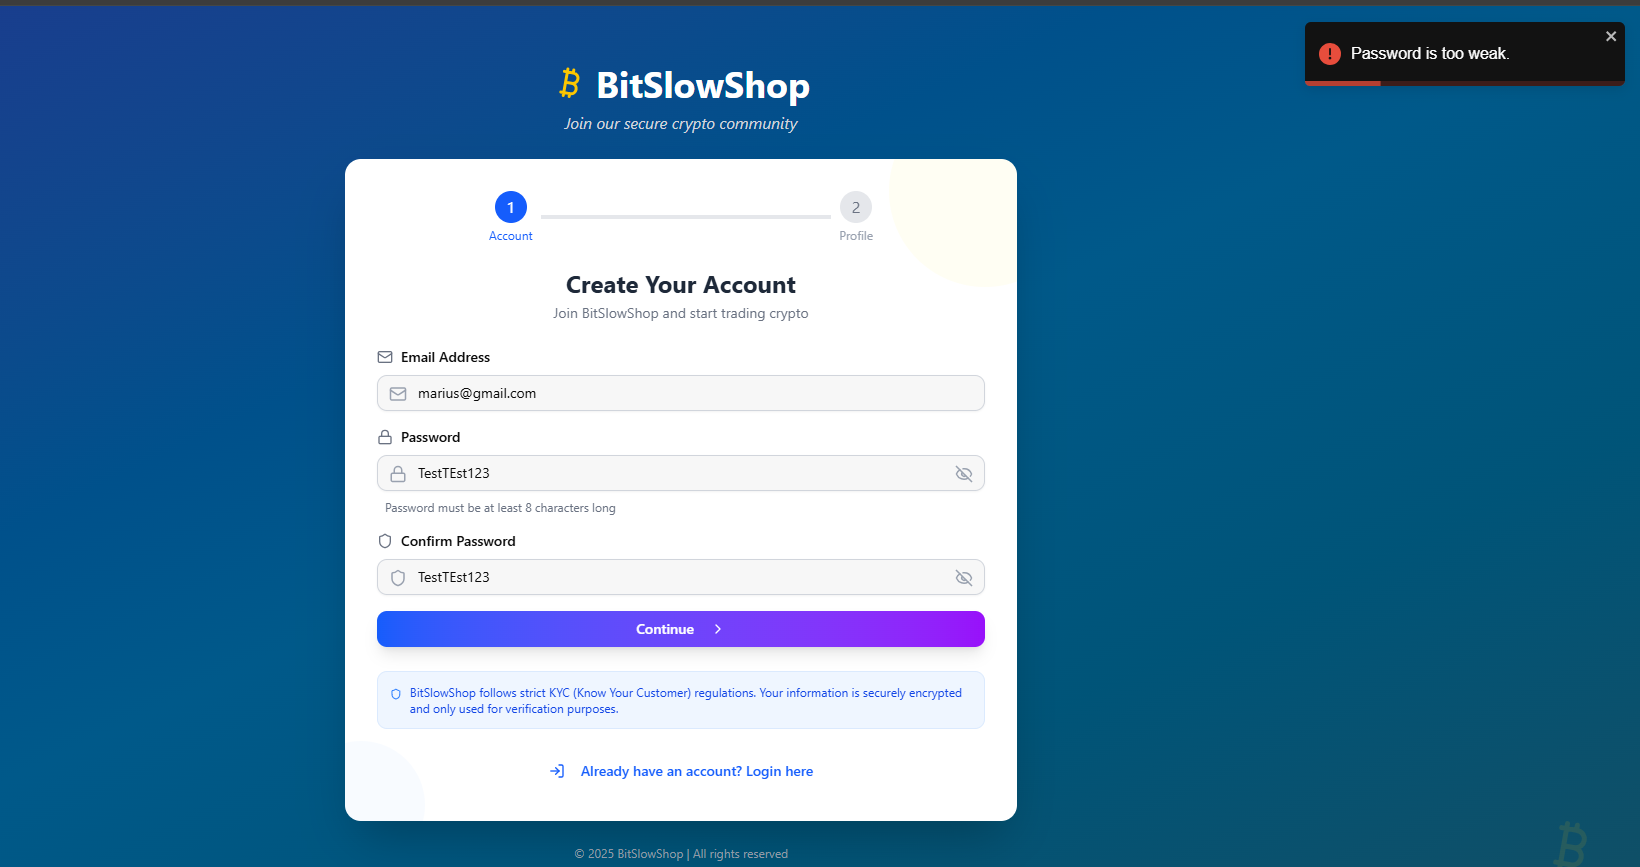 BitSlowShop
Join our secure crypto community
Password is too weak.
1
2
Account
Profile
Create Your Account
Join BitSlowShop and start trading crypto
Email Address
marius@gmail.com
Password
TestTEst123
Password must be at least 8 characters long
Confirm Password
TestTEst123
Continue
BitSlowShop follows strict KYC (Know Your Customer) regulations. Your information is securely encrypted
and only used for verification purposes.
Already have an account? Login here
© 2025 BitSlowShop | All rights reserved